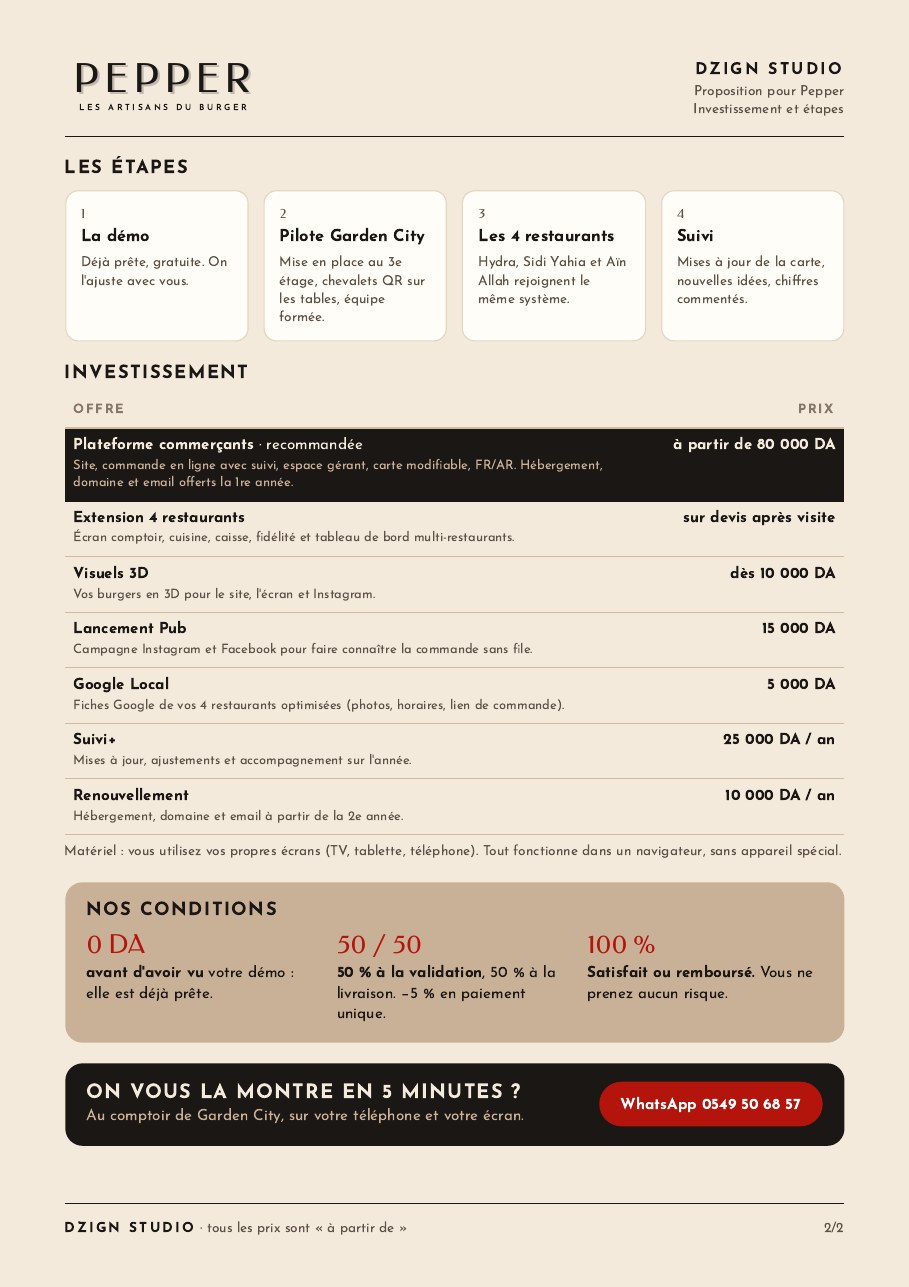 PEPPER
LES ARTISANS DU BURGER
DZIGN STUDIO
Proposition pour Pepper
Investissement et étapes
LES ÉTAPES
1
La démo
Déjà prête, gratuite. On
l'ajuste avec vous.
2
Pilote Garden City
Mise en place au 3e
étage, chevalets QR sur
les tables, équipe
formée.
3
Les 4 restaurants
Hydra, Sidi Yahia et Aïn
Allah rejoignent le
même système.
4
Suivi
Mises à jour de la carte,
nouvelles idées, chiffres
commentés.
INVESTISSEMENT
OFFRE PRIX
Plateforme commerçants · recommandée à partir de 80 000 DA
Site, commande en ligne avec suivi, espace gérant, carte modifiable, FR/AR. Hébergement,
domaine et email offerts la 1re année.
Extension 4 restaurants sur devis après visite
Écran comptoir, cuisine, caisse, fidélité et tableau de bord multi-restaurants.
Visuels 3D dès 10 000 DA
Vos burgers en 3D pour le site, l'écran et Instagram.
Lancement Pub 15 000 DA
Campagne Instagram et Facebook pour faire connaître la commande sans file.
Google Local 5 000 DA
Fiches Google de vos 4 restaurants optimisées (photos, horaires, lien de commande).
Suivi+ 25 000 DA / an
Mises à jour, ajustements et accompagnement sur l'année.
Renouvellement 10 000 DA / an
Hébergement, domaine et email à partir de la 2e année.
Matériel : vous utilisez vos propres écrans (TV, tablette, téléphone). Tout fonctionne dans un navigateur, sans appareil spécial.
NOS CONDITIONS
0 DA
avant d'avoir vu votre démo :
elle est déjà prête.
50 / 50
50 % à la validation, 50 % à la
livraison. −5 % en paiement
unique.
100 %
Satisfait ou remboursé. Vous ne
prenez aucun risque.
ON VOUS LA MONTRE EN 5 MINUTES ?
Au comptoir de Garden City, sur votre téléphone et votre écran.
WhatsApp 0549 50 68 57
DZIGN STUDIO · tous les prix sont « à partir de » 2/2